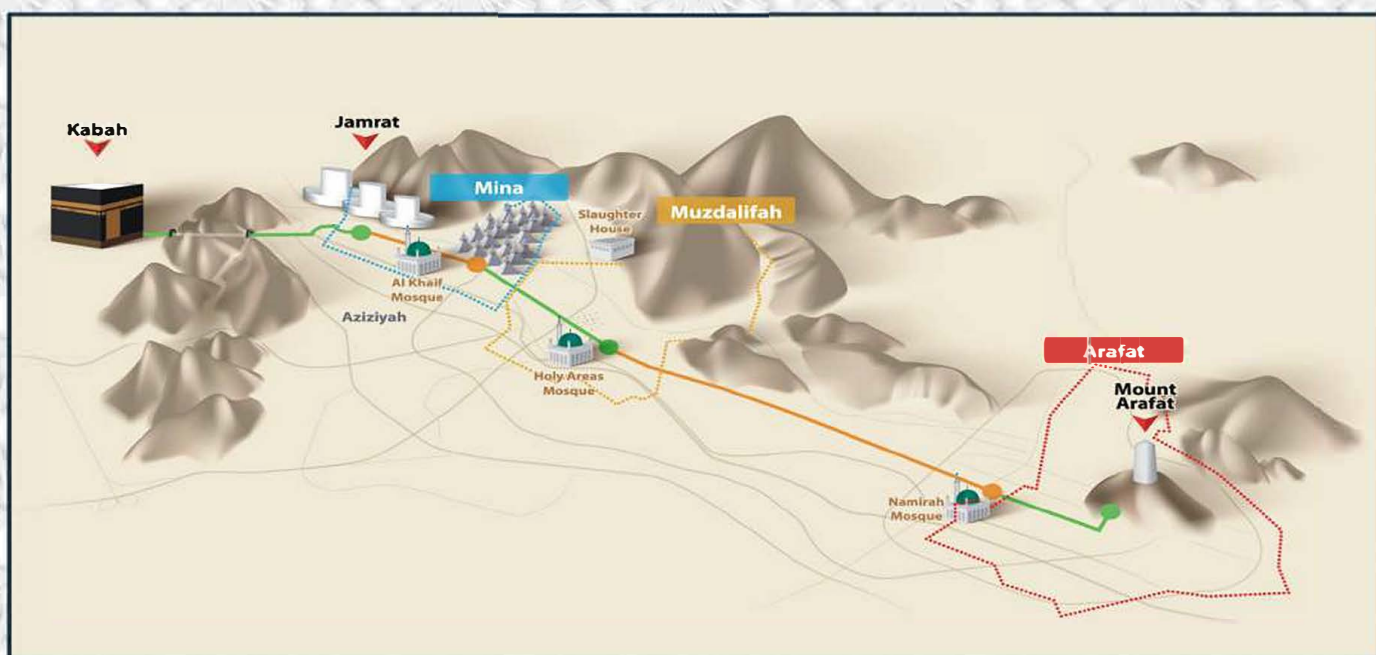 Kabah
Jamrat
Mina
Slaughter
House
Muzdalifah
Al Khaif
Mosque
Aziziyah
Holy Areas
Mosque
Arafat
Mount
Arafat
Namirah
Mosque